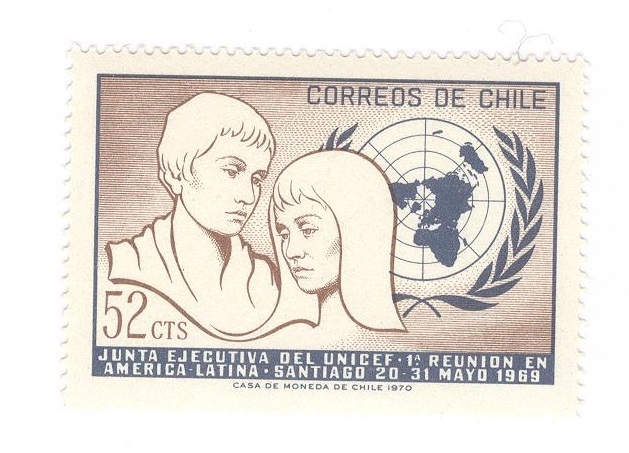 CORREOS DE CHILE
52 CTS
JUNTA EJECUTIVA DEL UNICEF · 1ª REUNION EN
AMERICA-LATINA · SANTIAGO 20-31 MAYO 1969
CASA DE MONEDA DE CHILE 1970